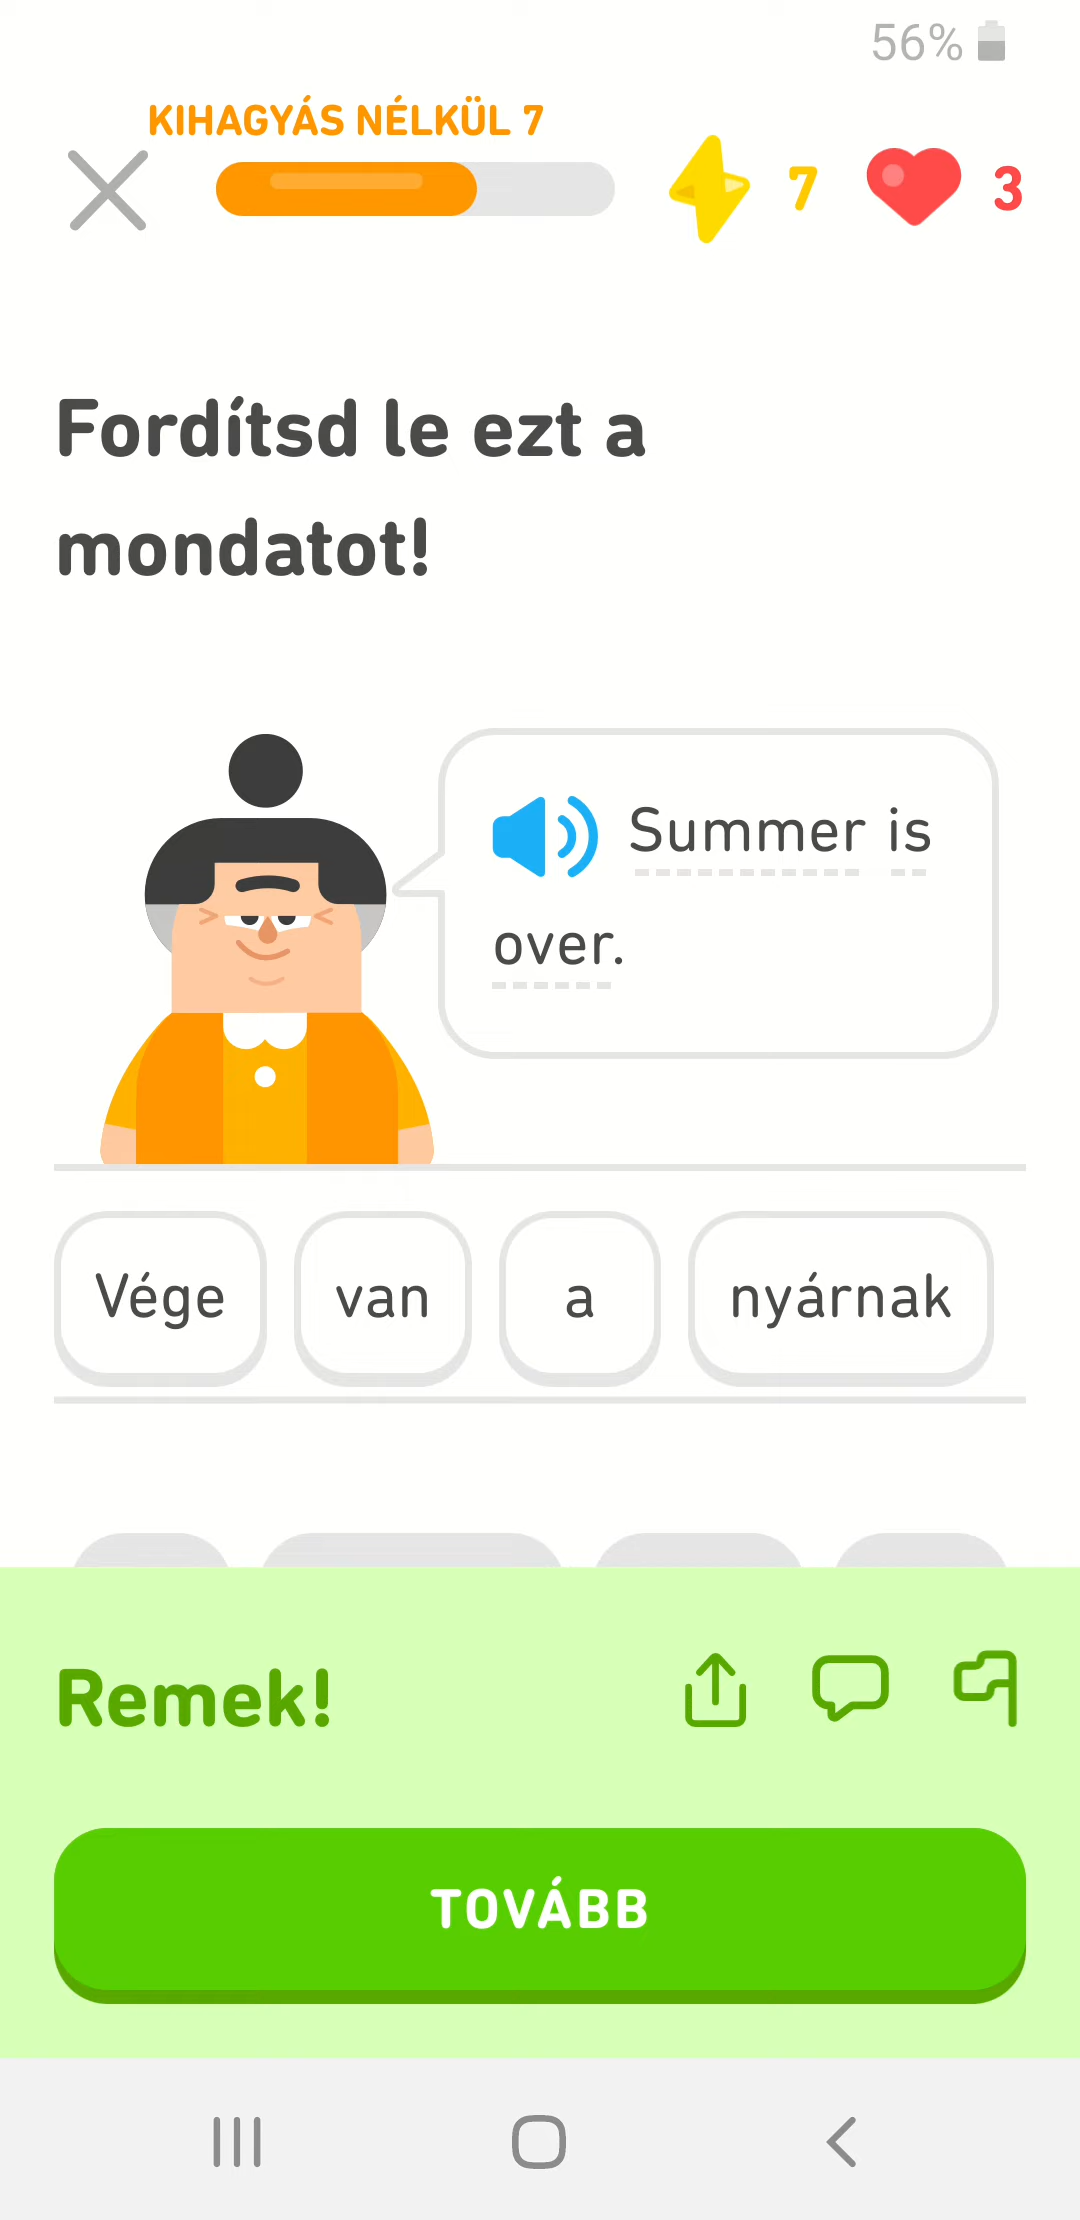 56%
KIHAGYÁS NÉLKÜL 7
7
3
Fordítsd le ezt a
mondatot!
Summer is
over.
Vége van a nyárnak
Remek!
TOVÁBB